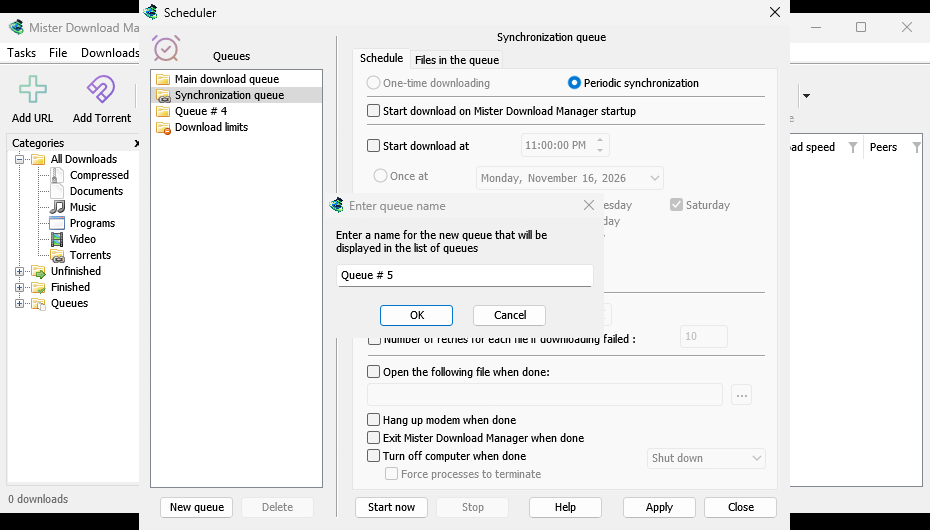 Mister Download Ma
Scheduler
Tasks File Downloads
Add URL
Add Torrent
Categories
All Downloads
Compressed
Documents
Music
Programs
Video
Torrents
Unfinished
Finished
Queues
0 downloads
Queues
Main download queue
Synchronization queue
Queue # 4
Download limits
New queue
Delete
Synchronization queue
Schedule
Files in the queue
One-time downloading
Periodic synchronization
Start download on Mister Download Manager startup
Start download at
11:00:00 PM
Once at
Monday, November 16, 2026
esday
Saturday
day
Enter queue name
Enter a name for the new queue that will be
displayed in the list of queues
Queue # 5
OK
Cancel
Number of retries for each file if downloading failed :
10
Open the following file when done:
...
Hang up modem when done
Exit Mister Download Manager when done
Turn off computer when done
Shut down
Force processes to terminate
Start now
Stop
Help
Apply
Close
ad speed
Peers